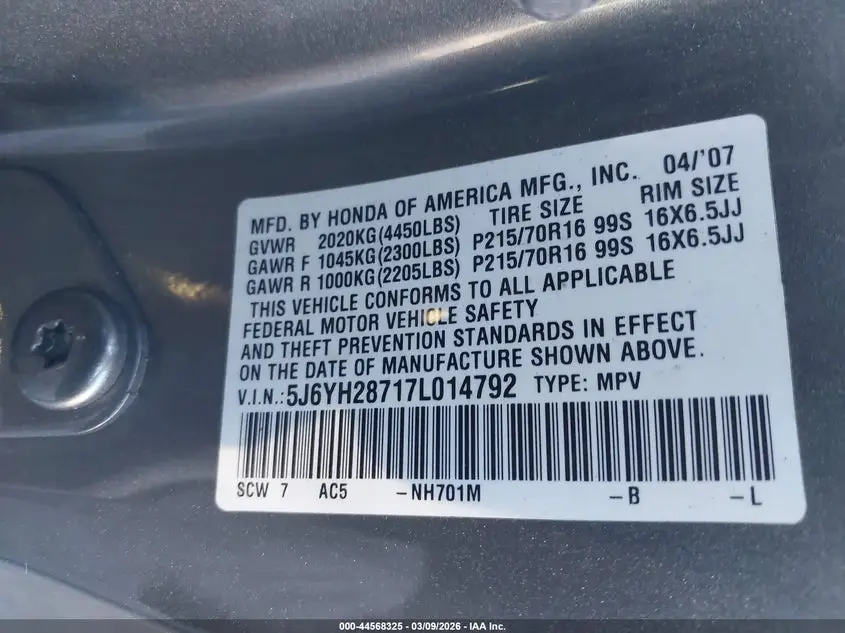 MFD. BY HONDA OF AMERICA MFG., INC. 04/'07
GVWR 2020KG(4450LBS) TIRE SIZE RIM SIZE
GAWR F 1045KG(2300LBS) P215/70R16 99S 16X6.5JJ
GAWR R 1000KG(2205LBS) P215/70R16 99S 16X6.5JJ
THIS VEHICLE CONFORMS TO ALL APPLICABLE
FEDERAL MOTOR VEHICLE SAFETY
AND THEFT PREVENTION STANDARDS IN EFFECT
ON THE DATE OF MANUFACTURE SHOWN ABOVE.
V.I.N.:5J6YH28717L014792 TYPE: MPV
SCW 7 AC5 -NH701M -B -L
000-44568325 | 03/09/2026 | IAA Inc.